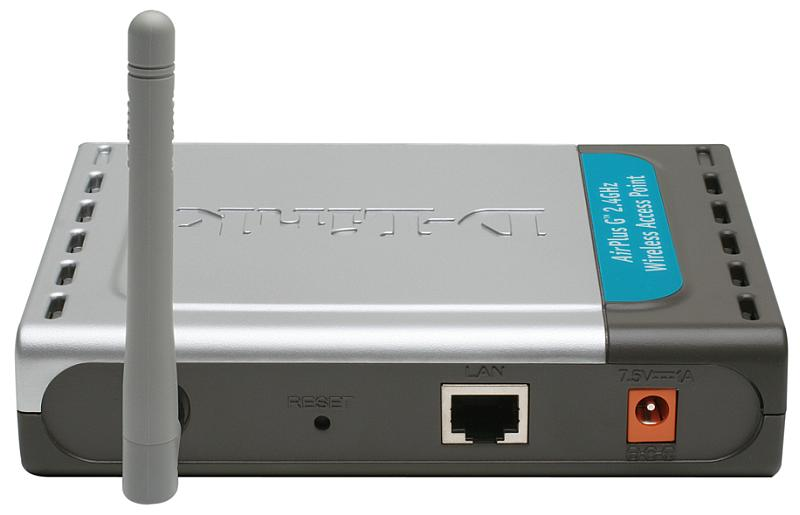 D-Link
AirPlus G™ 2.4GHz
Wireless Access Point
RESET
LAN
7.5V⎓1A